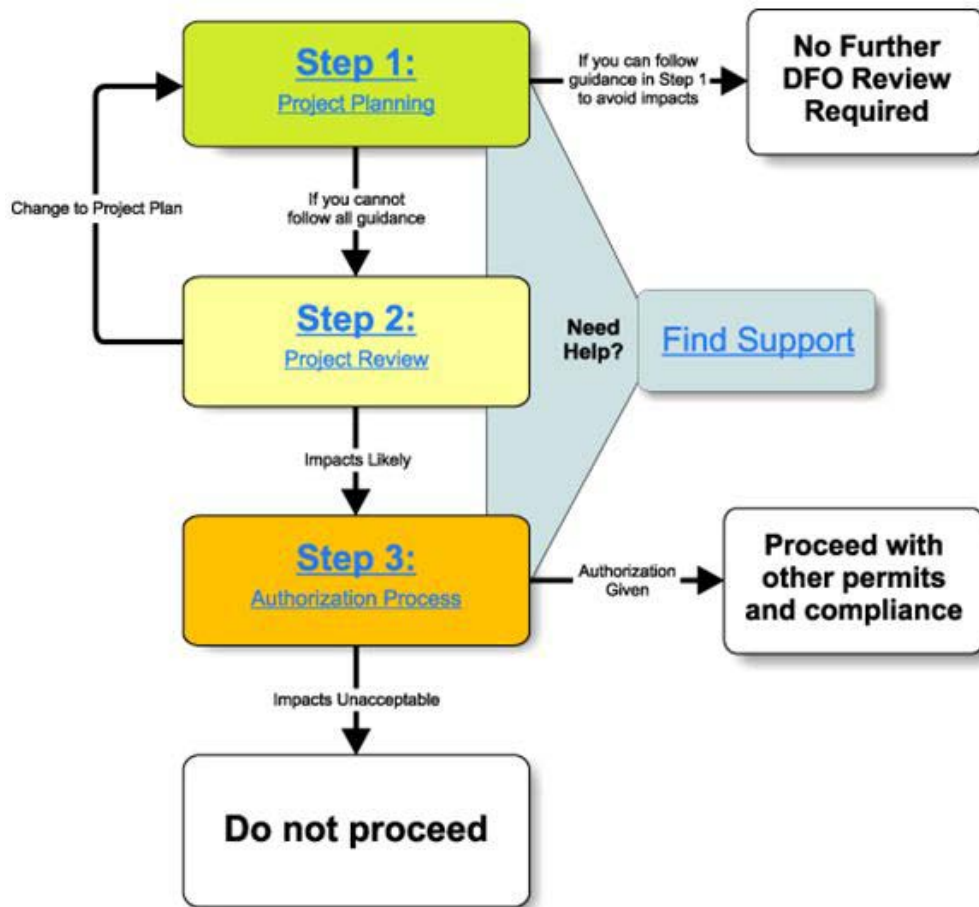 Step 1:
Project Planning
If you can follow
guidance in Step 1
to avoid impacts
No Further
DFO Review
Required
Change to Project Plan
If you cannot
follow all guidance
Step 2:
Project Review
Need
Help?
Find Support
Impacts Likely
Step 3:
Authorization Process
Authorization
Given
Proceed with
other permits
and compliance
Impacts Unacceptable
Do not proceed